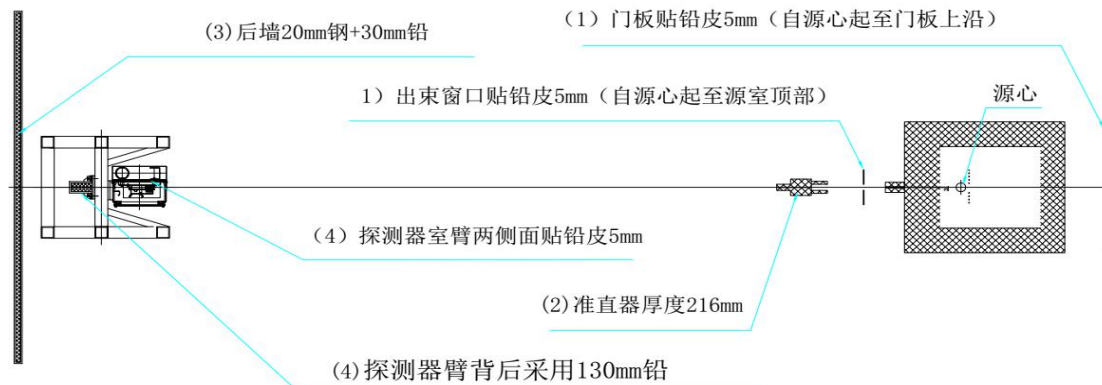 （1）门板贴铅皮5mm（自源心起至门板上沿）
(3)后墙20mm钢+30mm铅
1）出束窗口贴铅皮5mm（自源心起至源室顶部）
源心
（4）探测器室臂两侧面贴铅皮5mm
(2)准直器厚度216mm
(4)探测器臂背后采用130mm铅